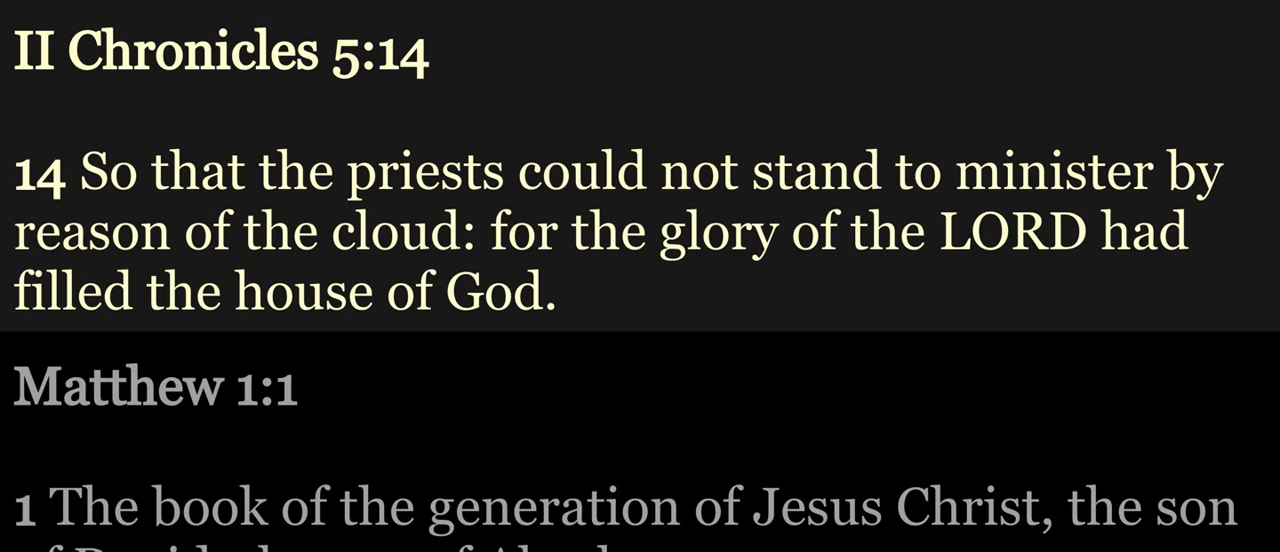 II Chronicles 5:14
14 So that the priests could not stand to minister by
reason of the cloud: for the glory of the LORD had
filled the house of God.
Matthew 1:1
1 The book of the generation of Jesus Christ, the son